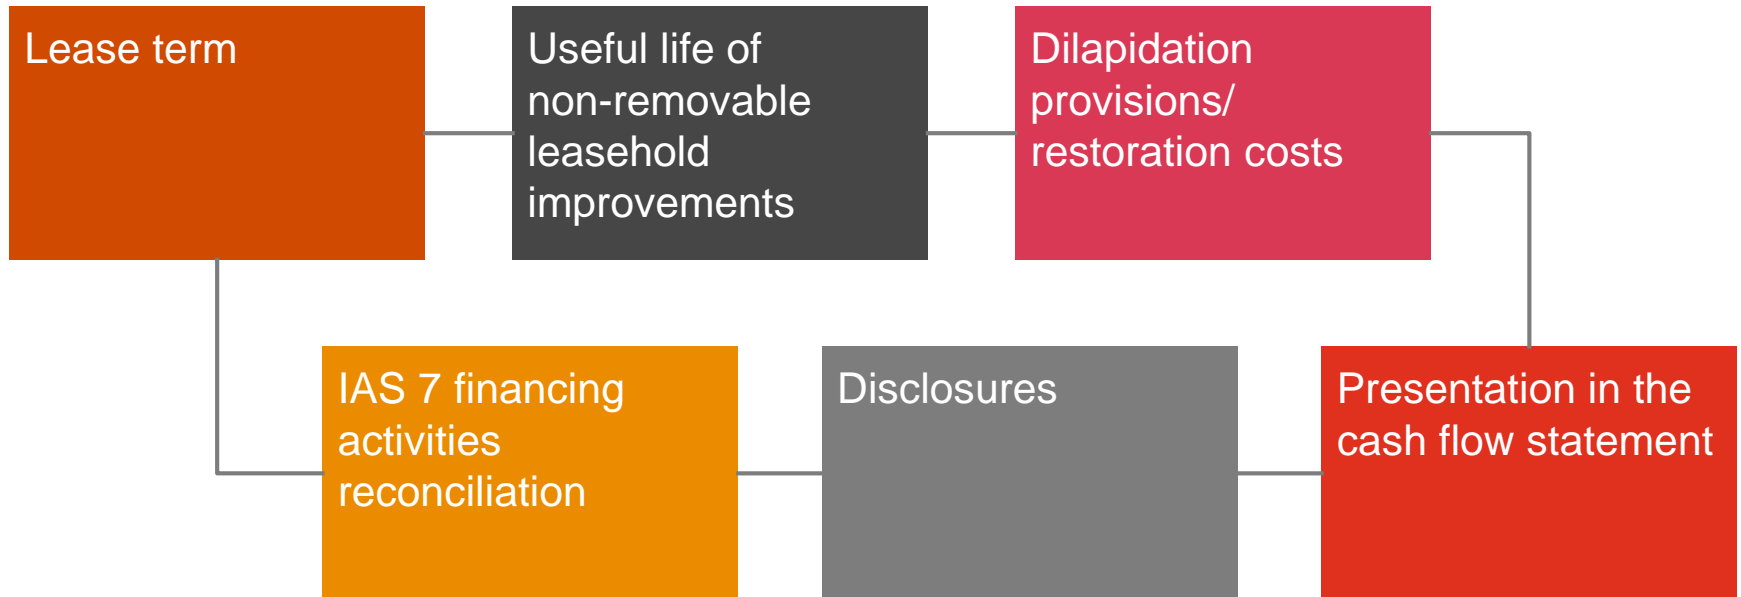 Lease term
Useful life of
non-removable
leasehold
improvements
Dilapidation
provisions/
restoration costs
IAS 7 financing
activities
reconciliation
Disclosures
Presentation in the
cash flow statement